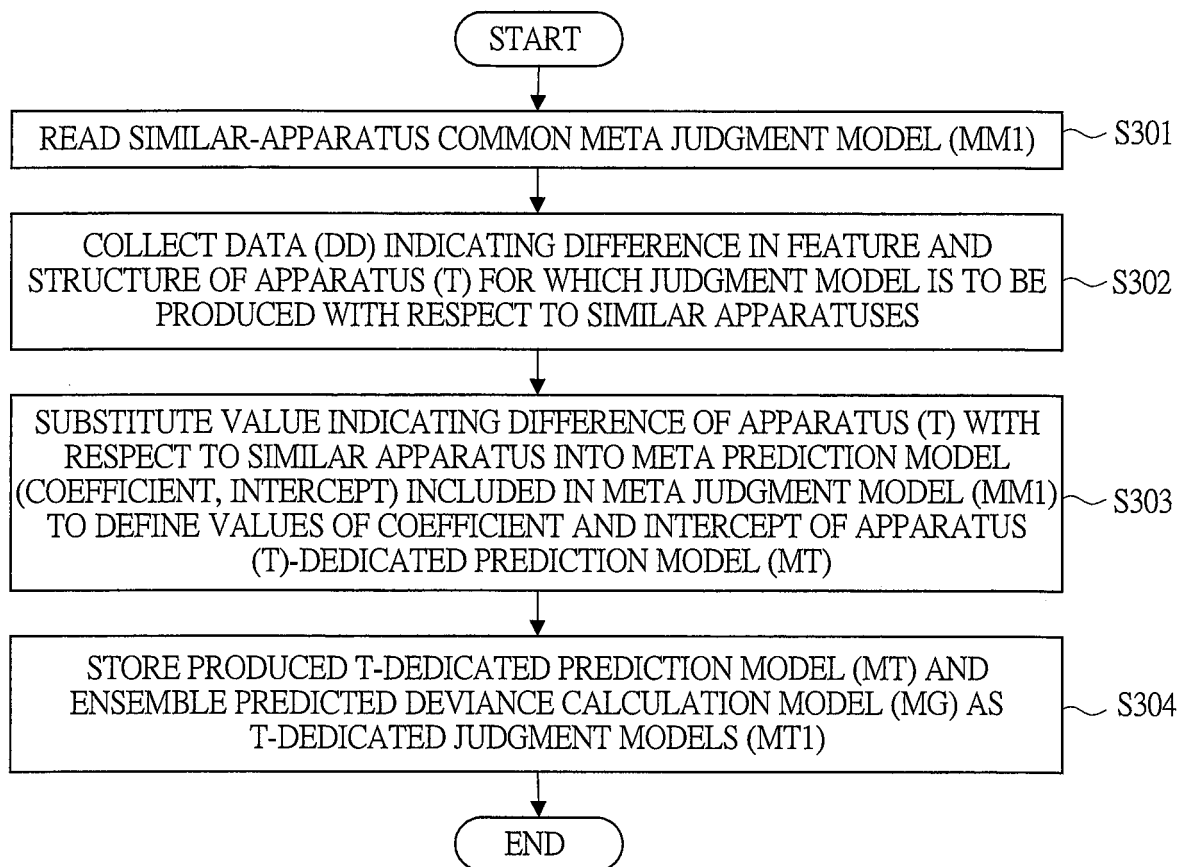 START
READ SIMILAR-APPARATUS COMMON META JUDGMENT MODEL (MM1)
S301
COLLECT DATA (DD) INDICATING DIFFERENCE IN FEATURE AND
STRUCTURE OF APPARATUS (T) FOR WHICH JUDGMENT MODEL IS TO BE
PRODUCED WITH RESPECT TO SIMILAR APPARATUSES
S302
SUBSTITUTE VALUE INDICATING DIFFERENCE OF APPARATUS (T) WITH
RESPECT TO SIMILAR APPARATUS INTO META PREDICTION MODEL
(COEFFICIENT, INTERCEPT) INCLUDED IN META JUDGMENT MODEL (MM1)
TO DEFINE VALUES OF COEFFICIENT AND INTERCEPT OF APPARATUS
(T)-DEDICATED PREDICTION MODEL (MT)
S303
STORE PRODUCED T-DEDICATED PREDICTION MODEL (MT) AND
ENSEMBLE PREDICTED DEVIANCE CALCULATION MODEL (MG) AS
T-DEDICATED JUDGMENT MODELS (MT1)
S304
END